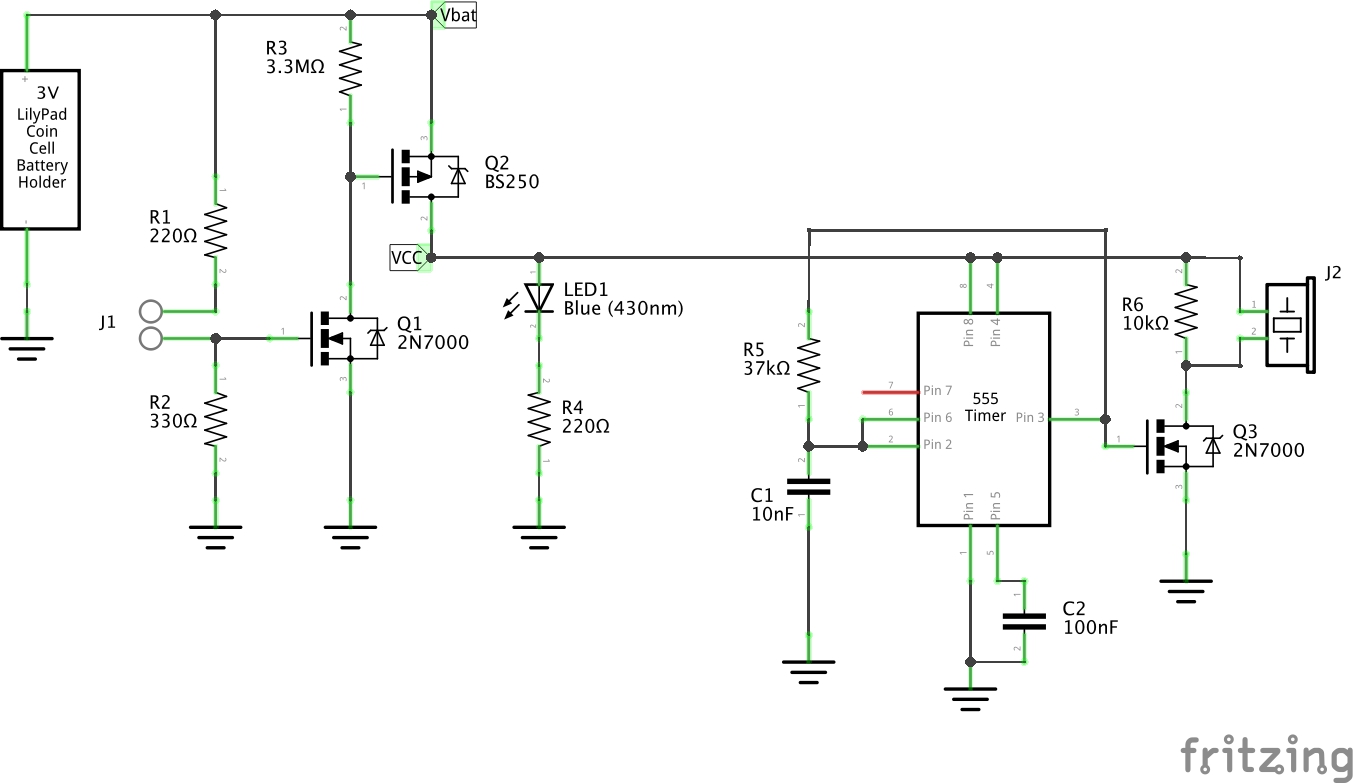 Vbat
R3
3.3MΩ
3V
LilyPad
Coin
Cell
Battery
Holder
+
-
2
1
3
1
2
Q2
BS250
R1
220Ω
1
2
VCC
J1
1
2
3
Q1
2N7000
R2
330Ω
1
2
1
2
LED1
Blue (430nm)
2
1
R4
220Ω
R5
37kΩ
2
1
C1
10nF
2
1
8
4
Pin 8
Pin 4
7
Pin 7
6
Pin 6
2
Pin 2
555
Timer
Pin 3
3
Pin 1
Pin 5
1
5
C2
100nF
1
2
R6
10kΩ
2
1
J2
1
2
1
2
3
Q3
2N7000
fritzing